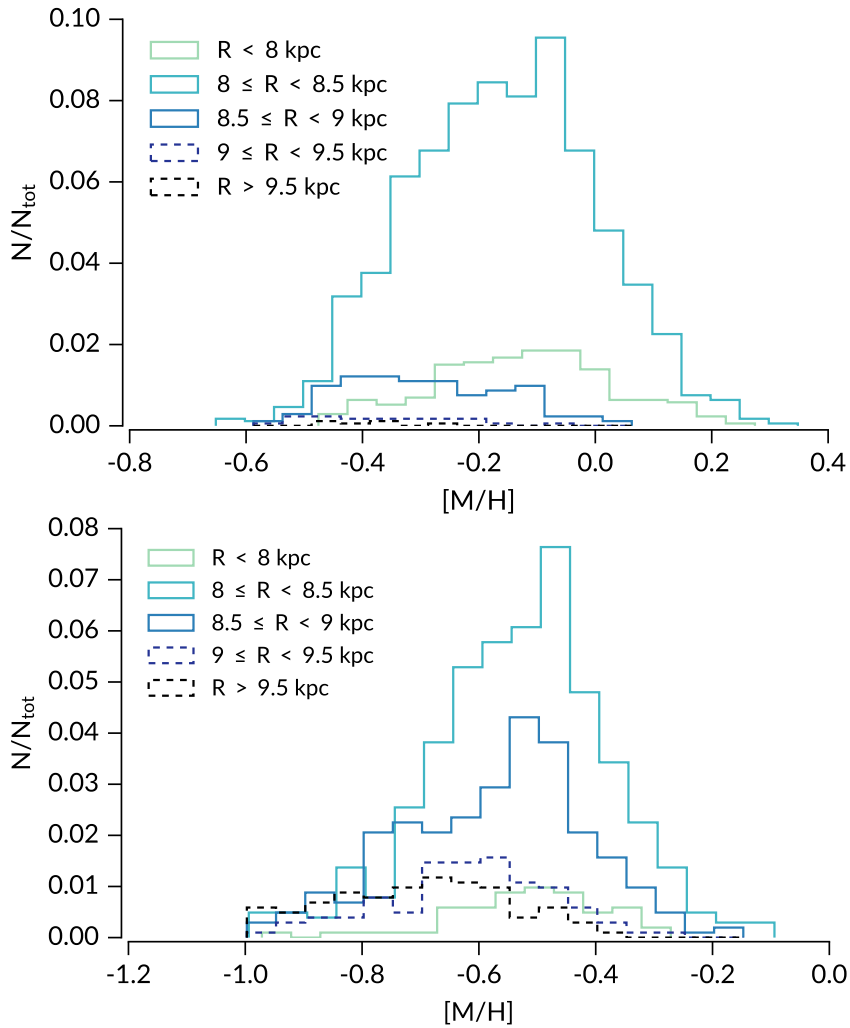 0.10
0.08
0.06
0.04
0.02
0.00
N/Ntot
R < 8 kpc
8 ≤ R < 8.5 kpc
8.5 ≤ R < 9 kpc
9 ≤ R < 9.5 kpc
R > 9.5 kpc
-0.8 -0.6 -0.4 -0.2 0.0 0.2 0.4
[M/H]
0.08
0.07
0.06
0.05
0.04
0.03
0.02
0.01
0.00
N/Ntot
R < 8 kpc
8 ≤ R < 8.5 kpc
8.5 ≤ R < 9 kpc
9 ≤ R < 9.5 kpc
R > 9.5 kpc
-1.2 -1.0 -0.8 -0.6 -0.4 -0.2 0.0
[M/H]